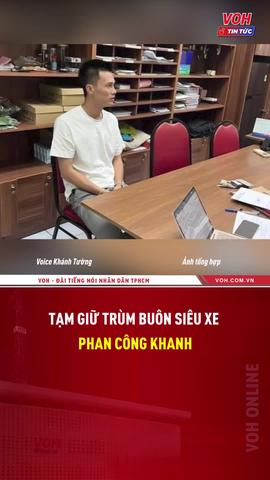 VOH
TIN TỨC
Voice Khánh Tường
Ảnh tổng hợp
VOH - ĐÀI TIẾNG NÓI NHÂN DÂN TPHCM
VOH.COM.VN
TẠM GIỮ TRÙM BUÔN SIÊU XE
PHAN CÔNG KHANH
VOH ONLINE